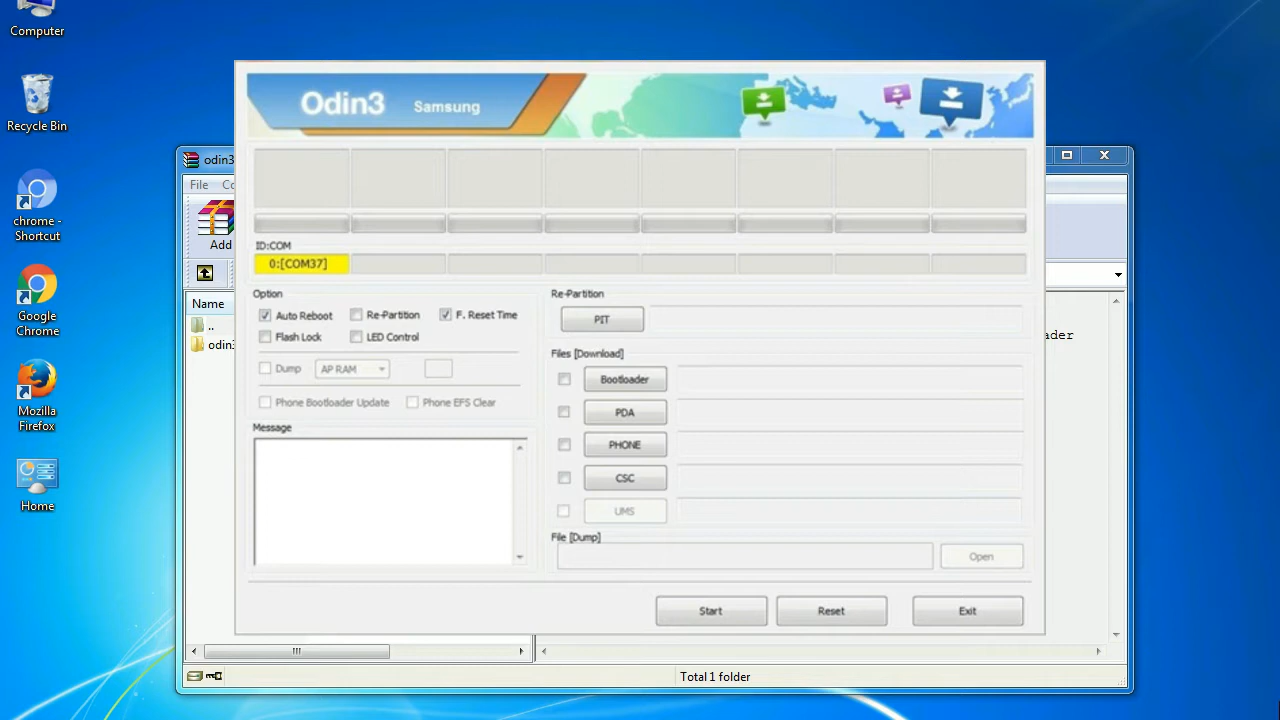 Computer
Recycle Bin
chrome -
Shortcut
Google
Chrome
Mozilla
Firefox
Home
odin3
File
Add
Name
..
odin3
ader
Total 1 folder
Odin3 Samsung
ID:COM
0:[COM37]
Option
Auto Reboot Re-Partition F. Reset Time
Flash Lock LED Control
Dump AP RAM
Phone Bootloader Update Phone EFS Clear
Message
Re-Partition
PIT
Files [Download]
Bootloader
PDA
PHONE
CSC
UMS
File [Dump]
Open
Start Reset Exit